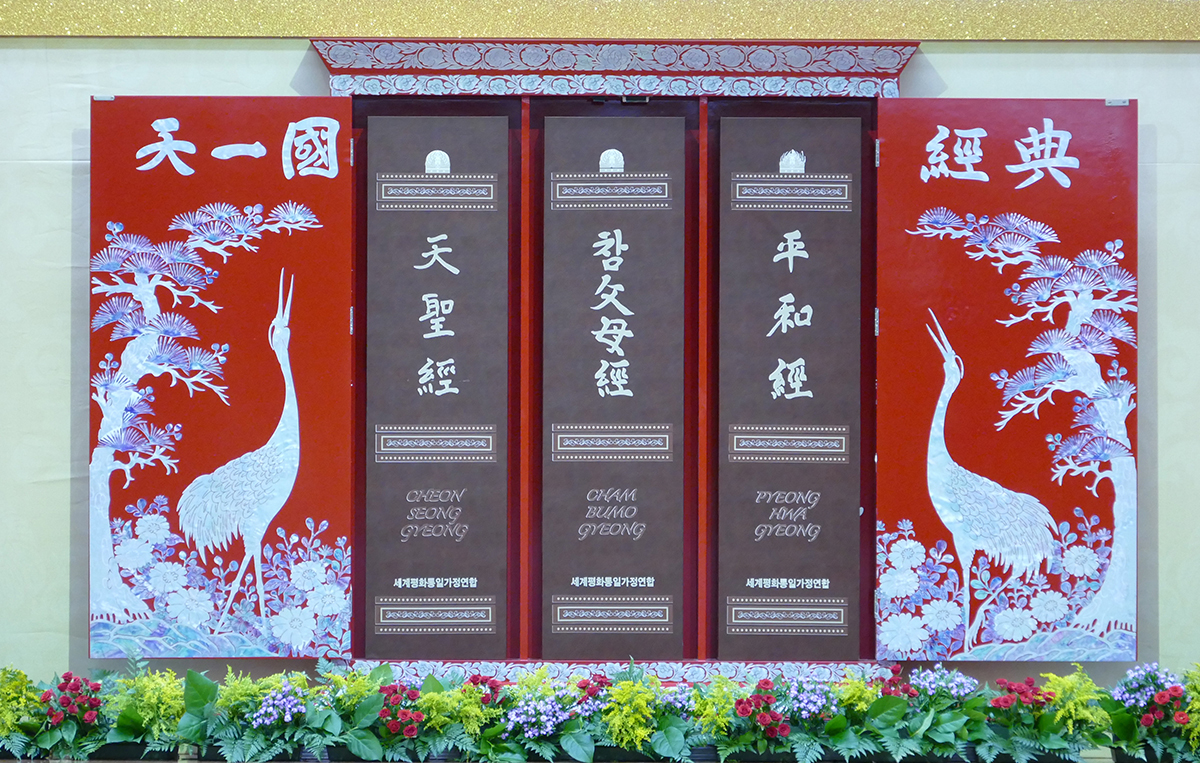 天一國
經典
天聖經
CHEON
SEONG
GYEONG
세계평화통일가정연합
참父母經
CHAM
BUMO
GYEONG
세계평화통일가정연합
平和經
PYEONG
HWA
GYEONG
세계평화통일가정연합